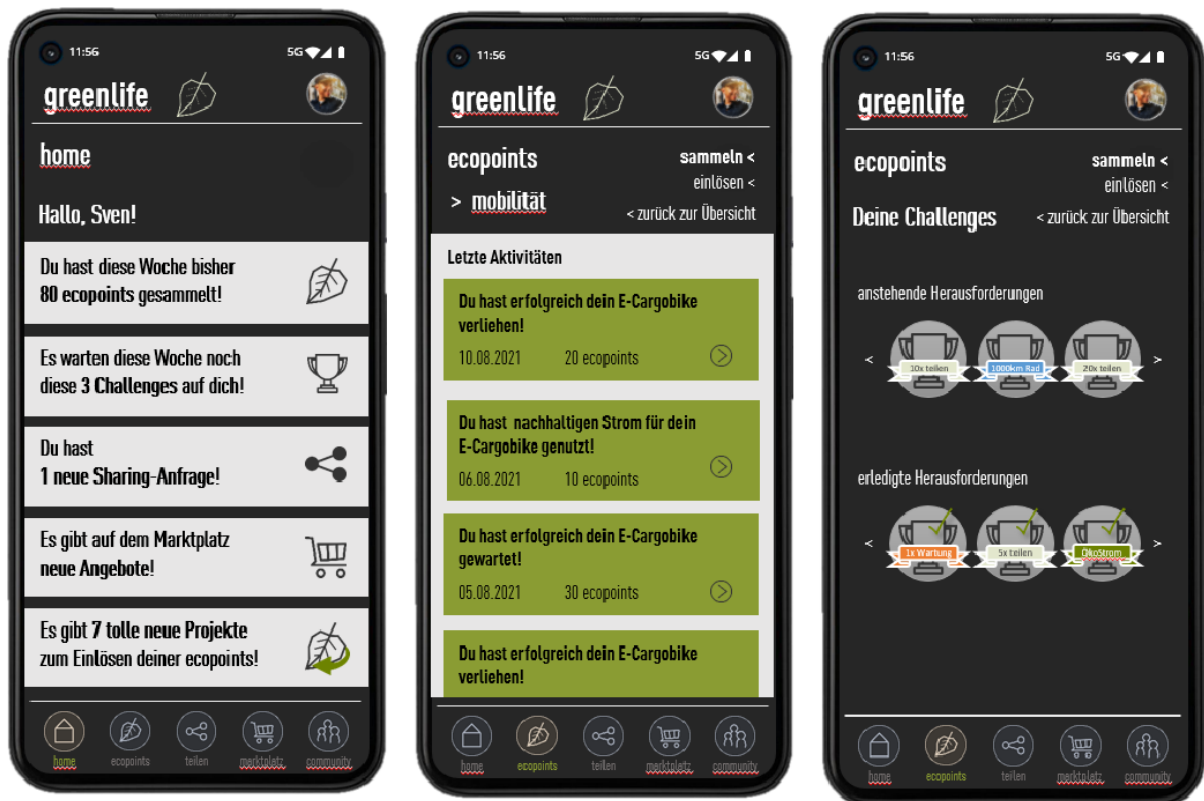 11:56
5G
greenlife
home
Hallo, Sven!
Du hast diese Woche bisher
80 ecopoints gesammelt!
Es warten diese Woche noch
diese 3 Challenges auf dich!
Du hast
1 neue Sharing-Anfrage!
Es gibt auf dem Marktplatz
neue Angebote!
Es gibt 7 tolle neue Projekte
zum Einlösen deiner ecopoints!
home ecopoints teilen marktplatz community
11:56
5G
greenlife
ecopoints
sammeln <
einlösen <
> mobilität
< zurück zur Übersicht
Letzte Aktivitäten
Du hast erfolgreich dein E-Cargobike
verliehen!
10.08.2021 20 ecopoints
Du hast nachhaltigen Strom für dein
E-Cargobike genutzt!
06.08.2021 10 ecopoints
Du hast erfolgreich dein E-Cargobike
gewartet!
05.08.2021 30 ecopoints
Du hast erfolgreich dein E-Cargobike
verliehen!
home ecopoints teilen marktplatz community
11:56
5G
greenlife
ecopoints
sammeln <
einlösen <
Deine Challenges
< zurück zur Übersicht
anstehende Herausforderungen
< 10x teilen 1000km Rad 20x teilen >
erledigte Herausforderungen
< 1x Wartung 5x teilen ÖkoStrom >
home ecopoints teilen marktplatz community